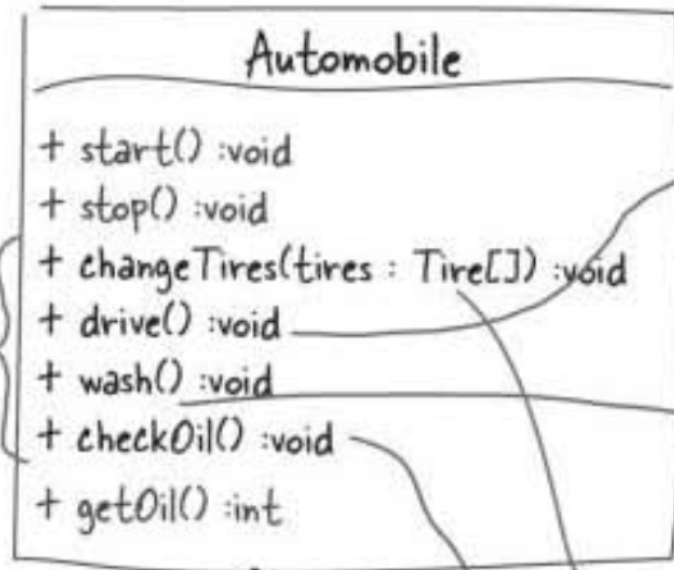 Automobile
+ start() :void
+ stop() :void
+ changeTires(tires : Tire[]) :void
+ drive() :void
+ wash() :void
+ checkOil() :void
+ getOil() :int